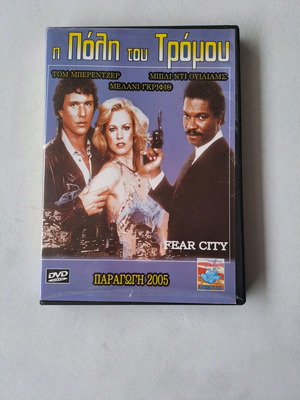 η Πόλη του Τρόμου
ΤΟΜ ΜΠΕΡΕΝΤΖΕΡ ΜΠΙΛΙ ΝΤΙ ΟΥΙΛΙΑΜΣ
ΜΕΛΑΝΙ ΓΚΡΙΦΙΘ
FEAR CITY
DVD
ΠΑΡΑΓΩΓΗ 2005